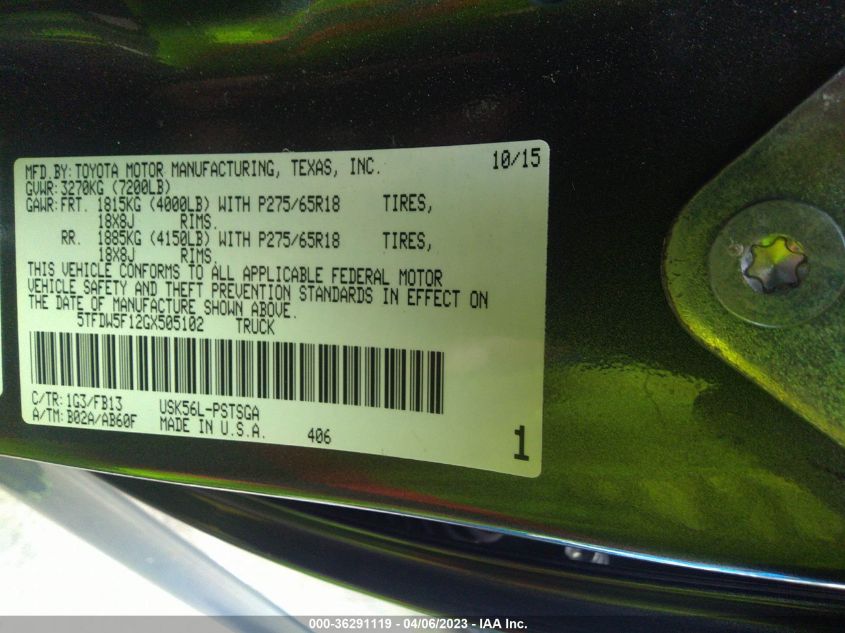 MFD.BY: TOYOTA MOTOR MANUFACTURING, TEXAS, INC. 10/15
GVWR: 3270KG (7200LB)
GAWR: FRT. 1815KG (4000LB) WITH P275/65R18 TIRES,
18X8J RIMS.
RR. 1885KG (4150LB) WITH P275/65R18 TIRES,
18X8J RIMS.
THIS VEHICLE CONFORMS TO ALL APPLICABLE FEDERAL MOTOR
VEHICLE SAFETY AND THEFT PREVENTION STANDARDS IN EFFECT ON
THE DATE OF MANUFACTURE SHOWN ABOVE.
5TFDW5F12GX505102 TRUCK
C/TR: 1G3/FB13 USK56L-PSTSGA
A/TM: B02A/AB60F MADE IN U.S.A. 406 1
000-36291119 - 04/06/2023 - IAA Inc.